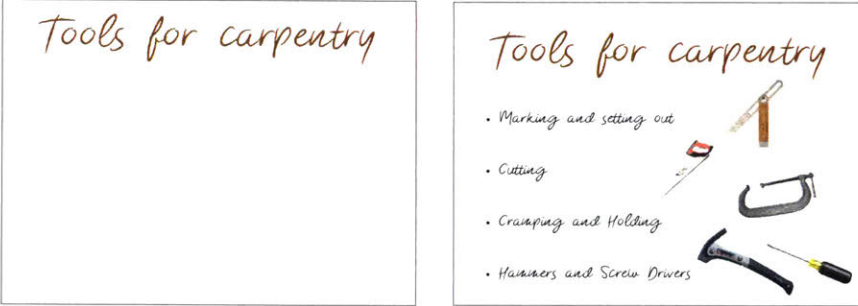 Tools for carpentry
Tools for carpentry
• Marking and setting out
• Cutting
• Cramping and Holding
• Hammers and Screw Drivers